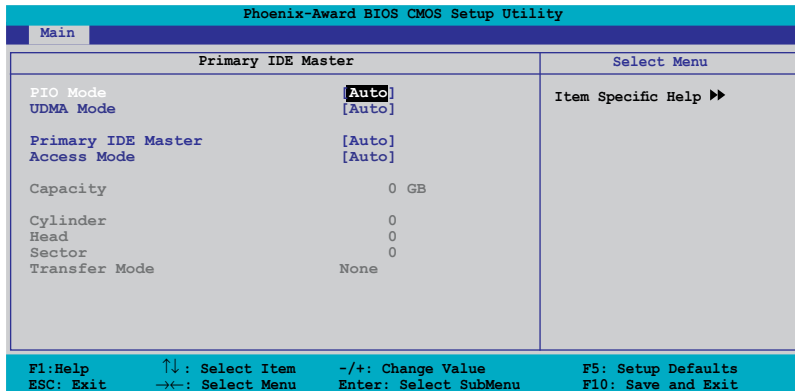 Phoenix-Award BIOS CMOS Setup Utility
Main
Primary IDE Master
Select Menu
PIO Mode [Auto]
UDMA Mode [Auto]
Primary IDE Master [Auto]
Access Mode [Auto]
Capacity 0 GB
Cylinder 0
Head 0
Sector 0
Transfer Mode None
Item Specific Help ▶▶
F1:Help ↑↓ : Select Item -/+: Change Value F5: Setup Defaults
ESC: Exit →←: Select Menu Enter: Select SubMenu F10: Save and Exit